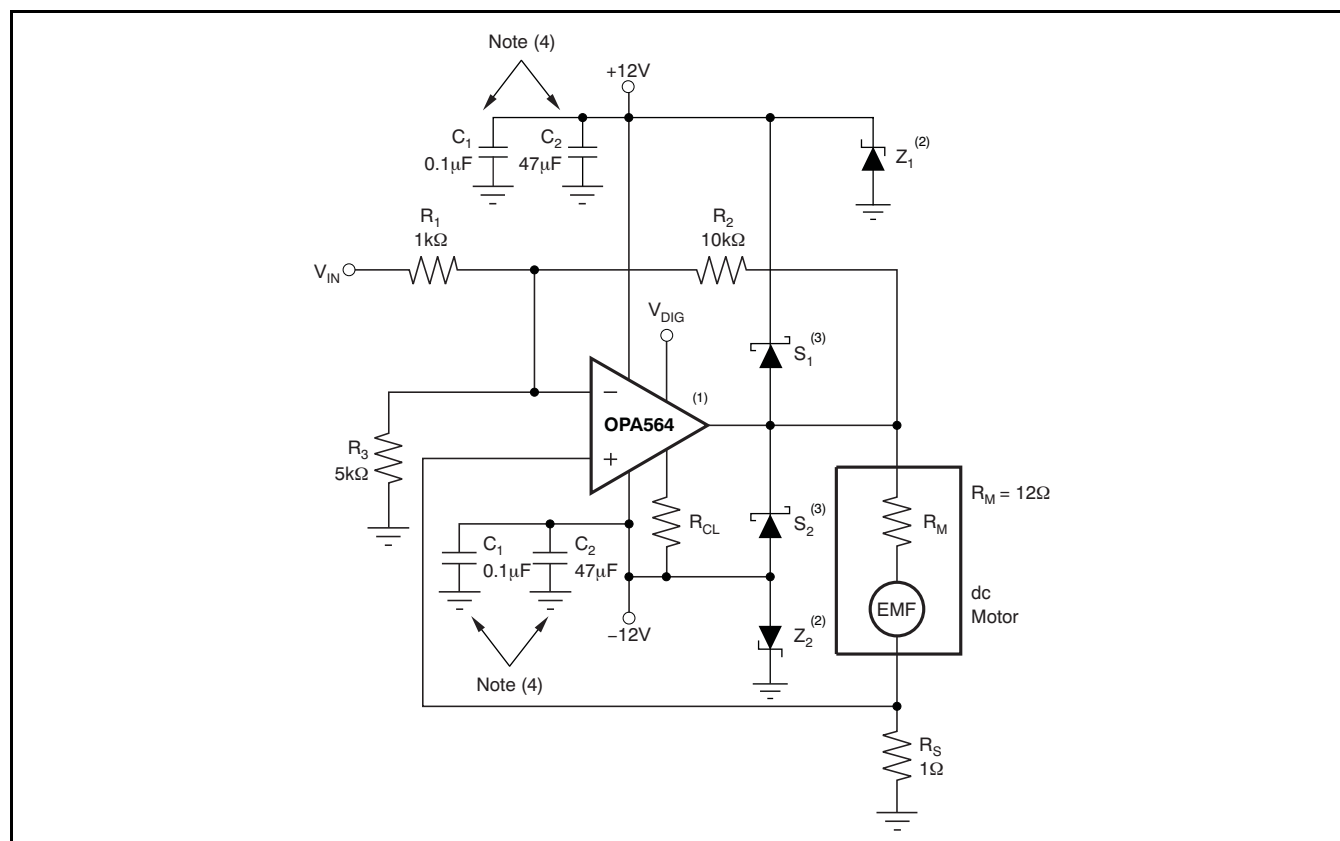 Note (4)
+12V
C1
0.1μF
C2
47μF
Z1(2)
R1
1kΩ
R2
10kΩ
VIN
VDIG
S1(3)
(1)
−
OPA564
+
R3
5kΩ
RM = 12Ω
RM
RCL
S2(3)
C1
0.1μF
C2
47μF
EMF
dc
Motor
−12V
Z2(2)
Note (4)
RS
1Ω